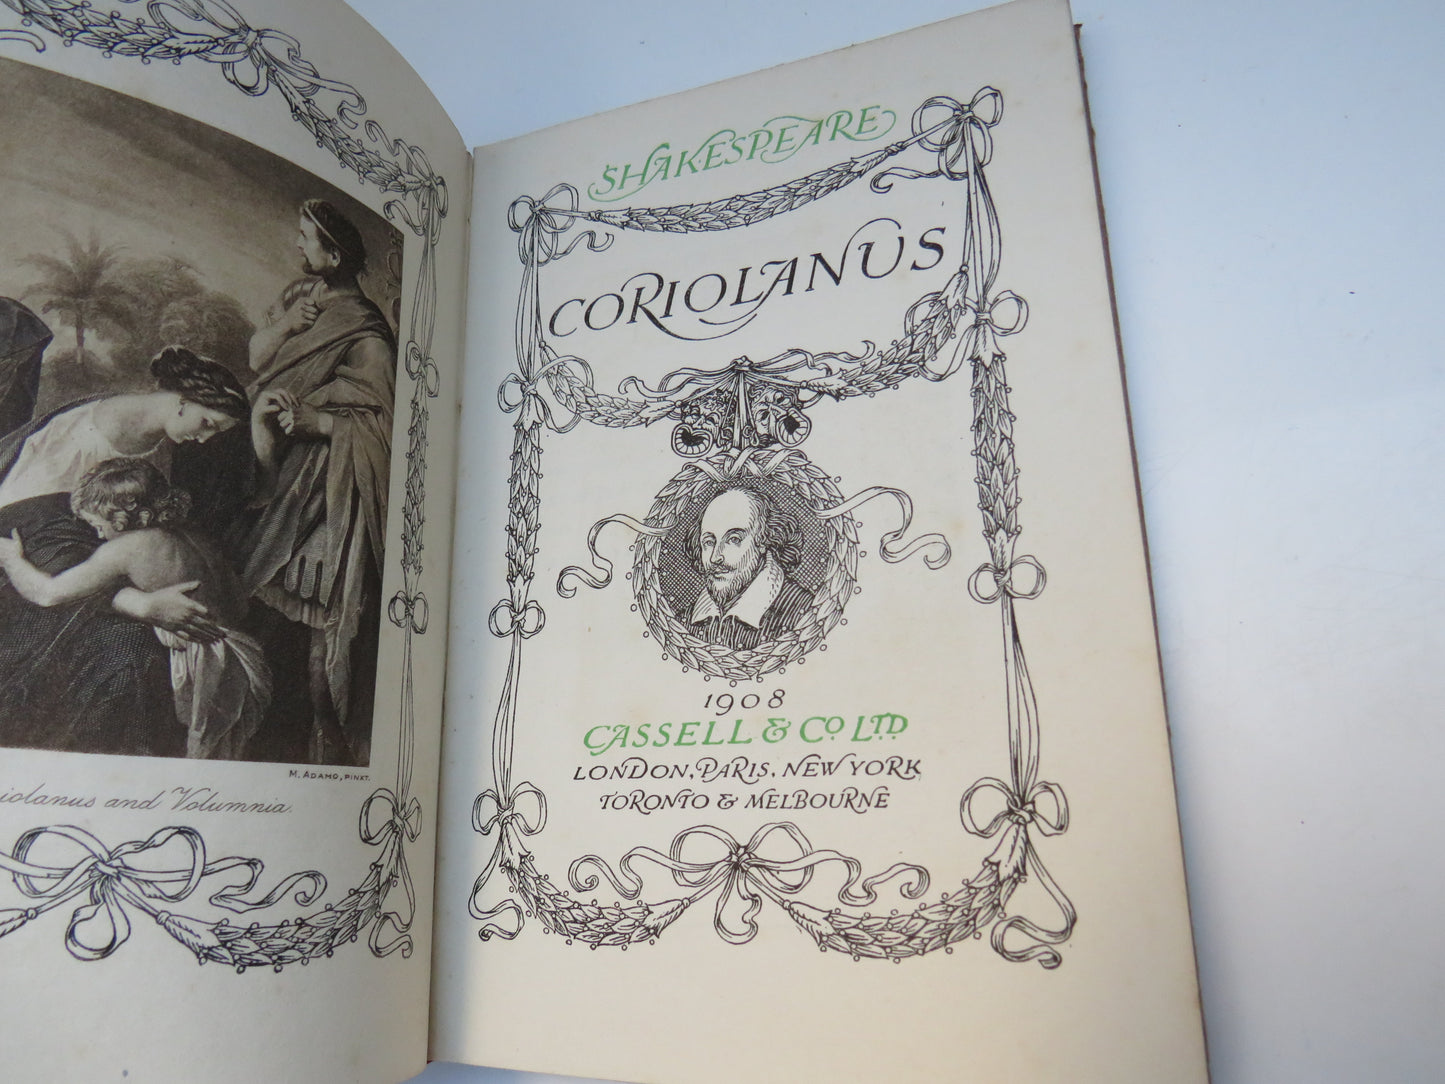 M. ADAMO, PINXT.
iolanus and Volumnia.
SHAKESPEARE
CORIOLANUS
1908
CASSELL & CO LTD
LONDON, PARIS, NEW YORK,
TORONTO & MELBOURNE